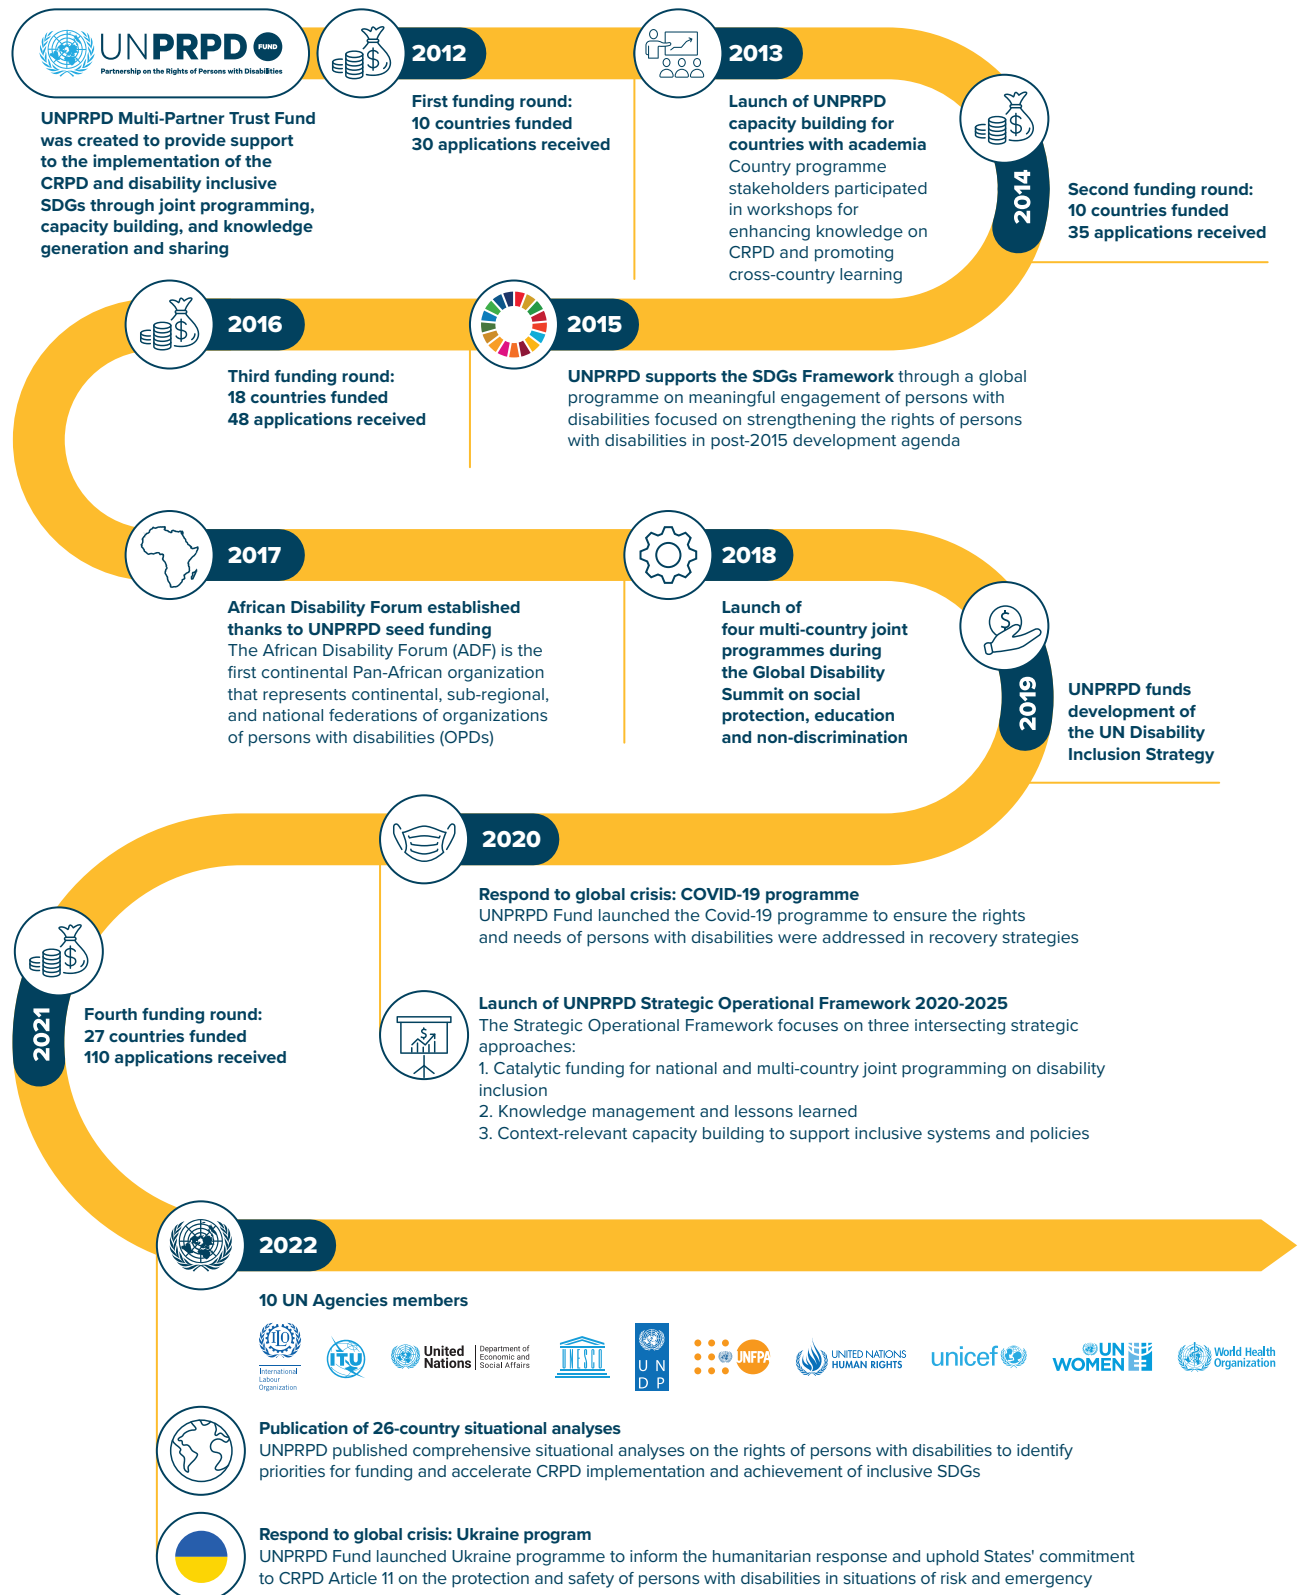 UNPRPD FUND
Partnership on the Rights of Persons with Disabilities
UNPRPD Multi-Partner Trust Fund
was created to provide support
to the implementation of the
CRPD and disability inclusive
SDGs through joint programming,
capacity building, and knowledge
generation and sharing
2012
First funding round:
10 countries funded
30 applications received
2013
Launch of UNPRPD
capacity building for
countries with academia
Country programme
stakeholders participated
in workshops for
enhancing knowledge on
CRPD and promoting
cross-country learning
2014
Second funding round:
10 countries funded
35 applications received
2015
UNPRPD supports the SDGs Framework through a global
programme on meaningful engagement of persons with
disabilities focused on strengthening the rights of persons
with disabilities in post-2015 development agenda
2016
Third funding round:
18 countries funded
48 applications received
2017
African Disability Forum established
thanks to UNPRPD seed funding
The African Disability Forum (ADF) is the
first continental Pan-African organization
that represents continental, sub-regional,
and national federations of organizations
of persons with disabilities (OPDs)
2018
Launch of
four multi-country joint
programmes during
the Global Disability
Summit on social
protection, education
and non-discrimination
2019
UNPRPD funds
development of
the UN Disability
Inclusion Strategy
2020
Respond to global crisis: COVID-19 programme
UNPRPD Fund launched the Covid-19 programme to ensure the rights
and needs of persons with disabilities were addressed in recovery strategies
Launch of UNPRPD Strategic Operational Framework 2020-2025
The Strategic Operational Framework focuses on three intersecting strategic
approaches:
1. Catalytic funding for national and multi-country joint programming on disability
inclusion
2. Knowledge management and lessons learned
3. Context-relevant capacity building to support inclusive systems and policies
2021
Fourth funding round:
27 countries funded
110 applications received
2022
10 UN Agencies members
ILO
International
Labour
Organization
ITU
United
Nations
Department of
Economic and
Social Affairs
UNESCO
U N
D P
UNFPA
UNITED NATIONS
HUMAN RIGHTS
unicef
UN
WOMEN
World Health
Organization
Publication of 26-country situational analyses
UNPRPD published comprehensive situational analyses on the rights of persons with disabilities to identify
priorities for funding and accelerate CRPD implementation and achievement of inclusive SDGs
Respond to global crisis: Ukraine program
UNPRPD Fund launched Ukraine programme to inform the humanitarian response and uphold States' commitment
to CRPD Article 11 on the protection and safety of persons with disabilities in situations of risk and emergency